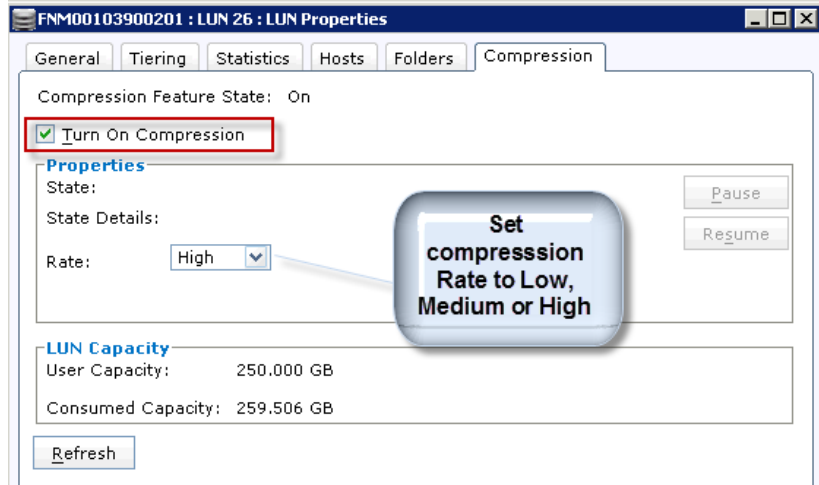 FNM00103900201 : LUN 26 : LUN Properties
General Tiering Statistics Hosts Folders Compression
Compression Feature State: On
Turn On Compression
Properties
State:
Pause
State Details:
Resume
Rate: High
Set
compresssion
Rate to Low,
Medium or High
LUN Capacity
User Capacity: 250.000 GB
Consumed Capacity: 259.506 GB
Refresh